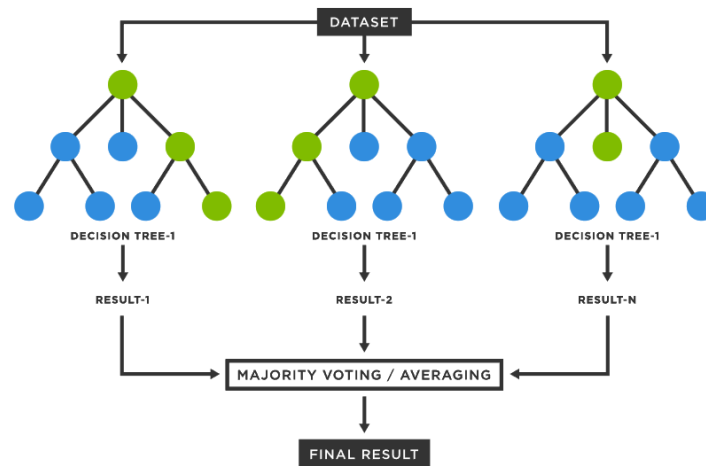 DATASET
DECISION TREE-1
DECISION TREE-1
DECISION TREE-1
RESULT-1
RESULT-2
RESULT-N
MAJORITY VOTING / AVERAGING
FINAL RESULT